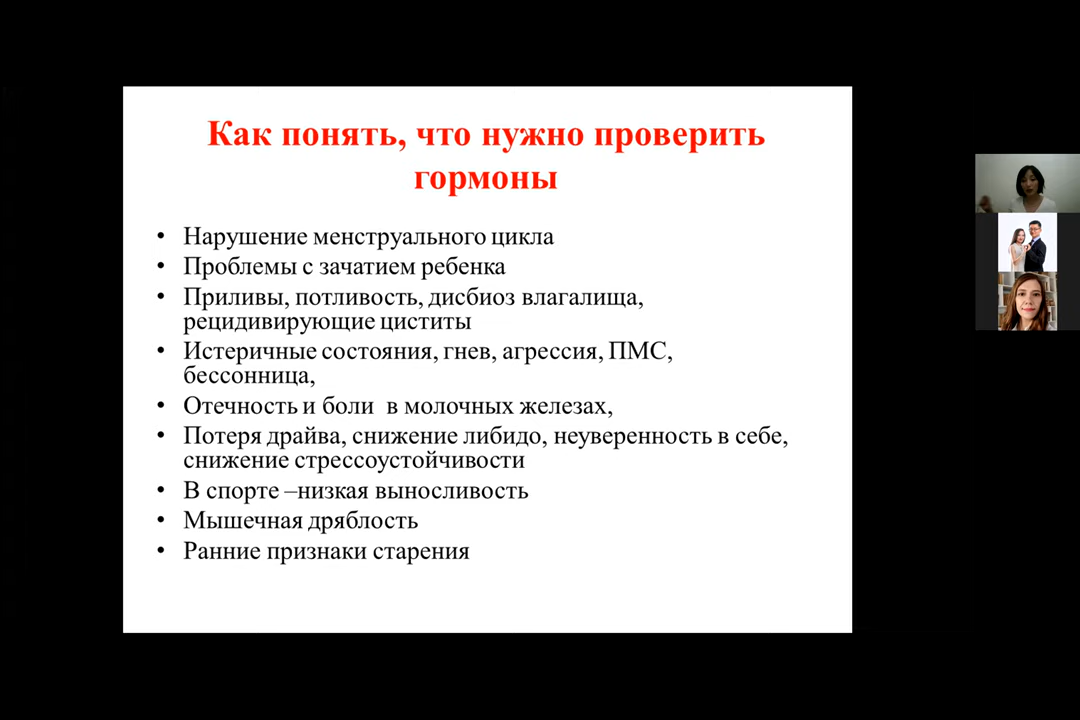 Как понять, что нужно проверить
гормоны
• Нарушение менструального цикла
• Проблемы с зачатием ребенка
• Приливы, потливость, дисбиоз влагалища,
рецидивирующие циститы
• Истеричные состояния, гнев, агрессия, ПМС,
бессонница,
• Отечность и боли  в молочных железах,
• Потеря драйва, снижение либидо, неуверенность в себе,
снижение стрессоустойчивости
• В спорте –низкая выносливость
• Мышечная дряблость
• Ранние признаки старения